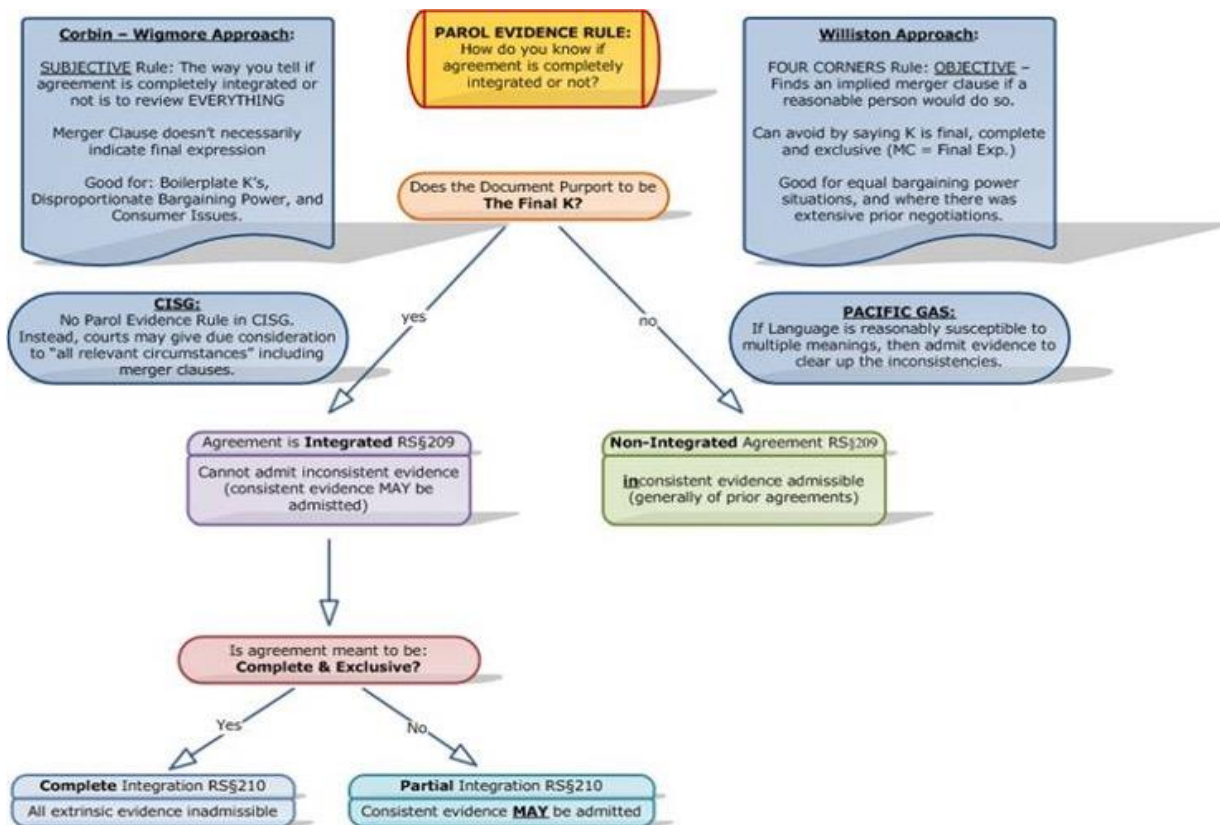 Corbin – Wigmore Approach:
SUBJECTIVE Rule: The way you tell if
agreement is completely integrated or
not is to review EVERYTHING
Merger Clause doesn't necessarily
indicate final expression
Good for: Boilerplate K's,
Disproportionate Bargaining Power, and
Consumer Issues.
PAROL EVIDENCE RULE:
How do you know if
agreement is completely
integrated or not?
Williston Approach:
FOUR CORNERS Rule: OBJECTIVE –
Finds an implied merger clause if a
reasonable person would do so.
Can avoid by saying K is final, complete
and exclusive (MC = Final Exp.)
Good for equal bargaining power
situations, and where there was
extensive prior negotiations.
Does the Document Purport to be
The Final K?
CISG:
No Parol Evidence Rule in CISG.
Instead, courts may give due consideration
to "all relevant circumstances" including
merger clauses.
yes
no
PACIFIC GAS:
If Language is reasonably susceptible to
multiple meanings, then admit evidence to
clear up the inconsistencies.
Agreement is Integrated RS§209
Cannot admit inconsistent evidence
(consistent evidence MAY be
admistted)
Non-Integrated Agreement RS§209
inconsistent evidence admissible
(generally of prior agreements)
Is agreement meant to be:
Complete & Exclusive?
Yes
No
Complete Integration RS§210
All extrinsic evidence inadmissible
Partial Integration RS§210
Consistent evidence MAY be admitted